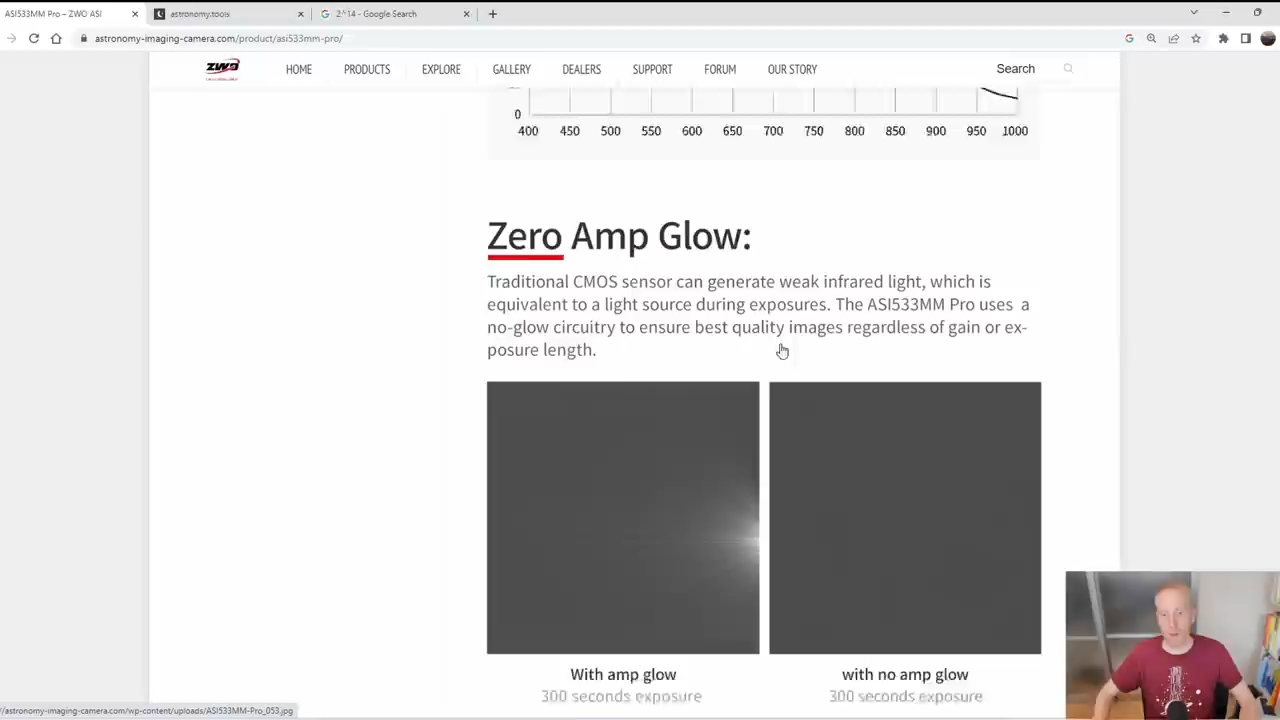 ASI533MM Pro – ZWO ASI
astronomy.tools
2^14 - Google Search
astronomy-imaging-camera.com/product/asi533mm-pro/
ZWO
HOME
PRODUCTS
EXPLORE
GALLERY
DEALERS
SUPPORT
FORUM
OUR STORY
Search
0
400 450 500 550 600 650 700 750 800 850 900 950 1000
Zero Amp Glow:
Traditional CMOS sensor can generate weak infrared light, which is
equivalent to a light source during exposures. The ASI533MM Pro uses a
no-glow circuitry to ensure best quality images regardless of gain or ex-
posure length.
With amp glow
300 seconds exposure
with no amp glow
300 seconds exposure
/astronomy-imaging-camera.com/wp-content/uploads/ASI533MM-Pro_053.jpg